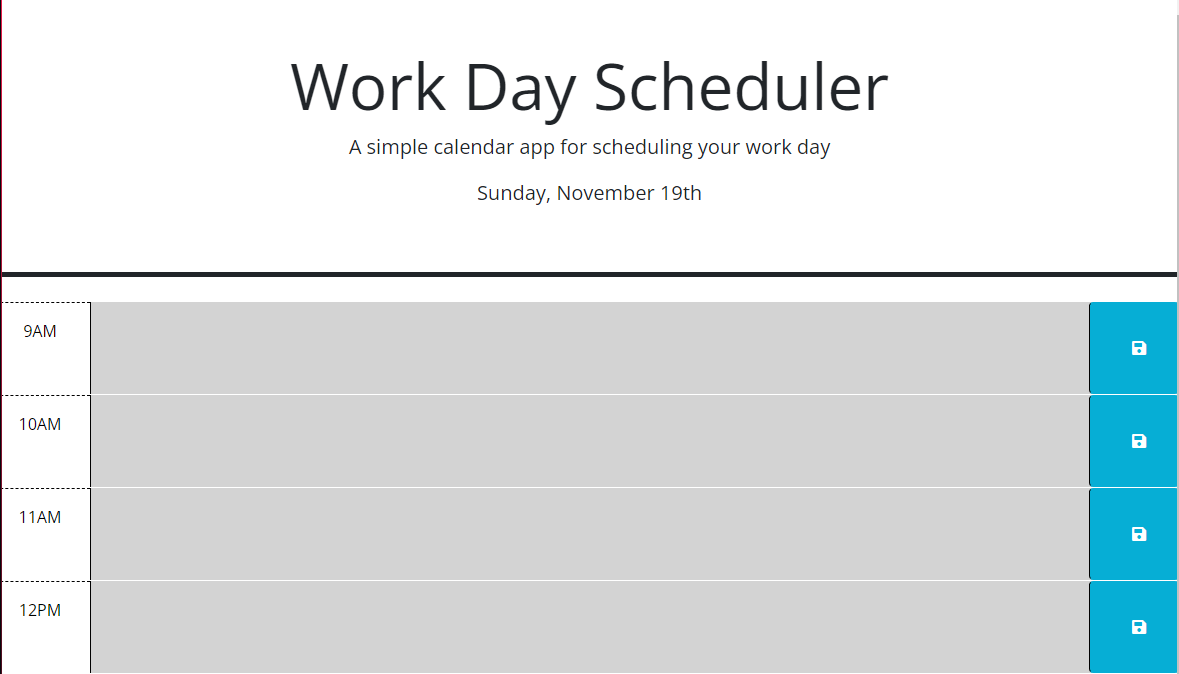 Work Day Scheduler
A simple calendar app for scheduling your work day
Sunday, November 19th
9AM
10AM
11AM
12PM